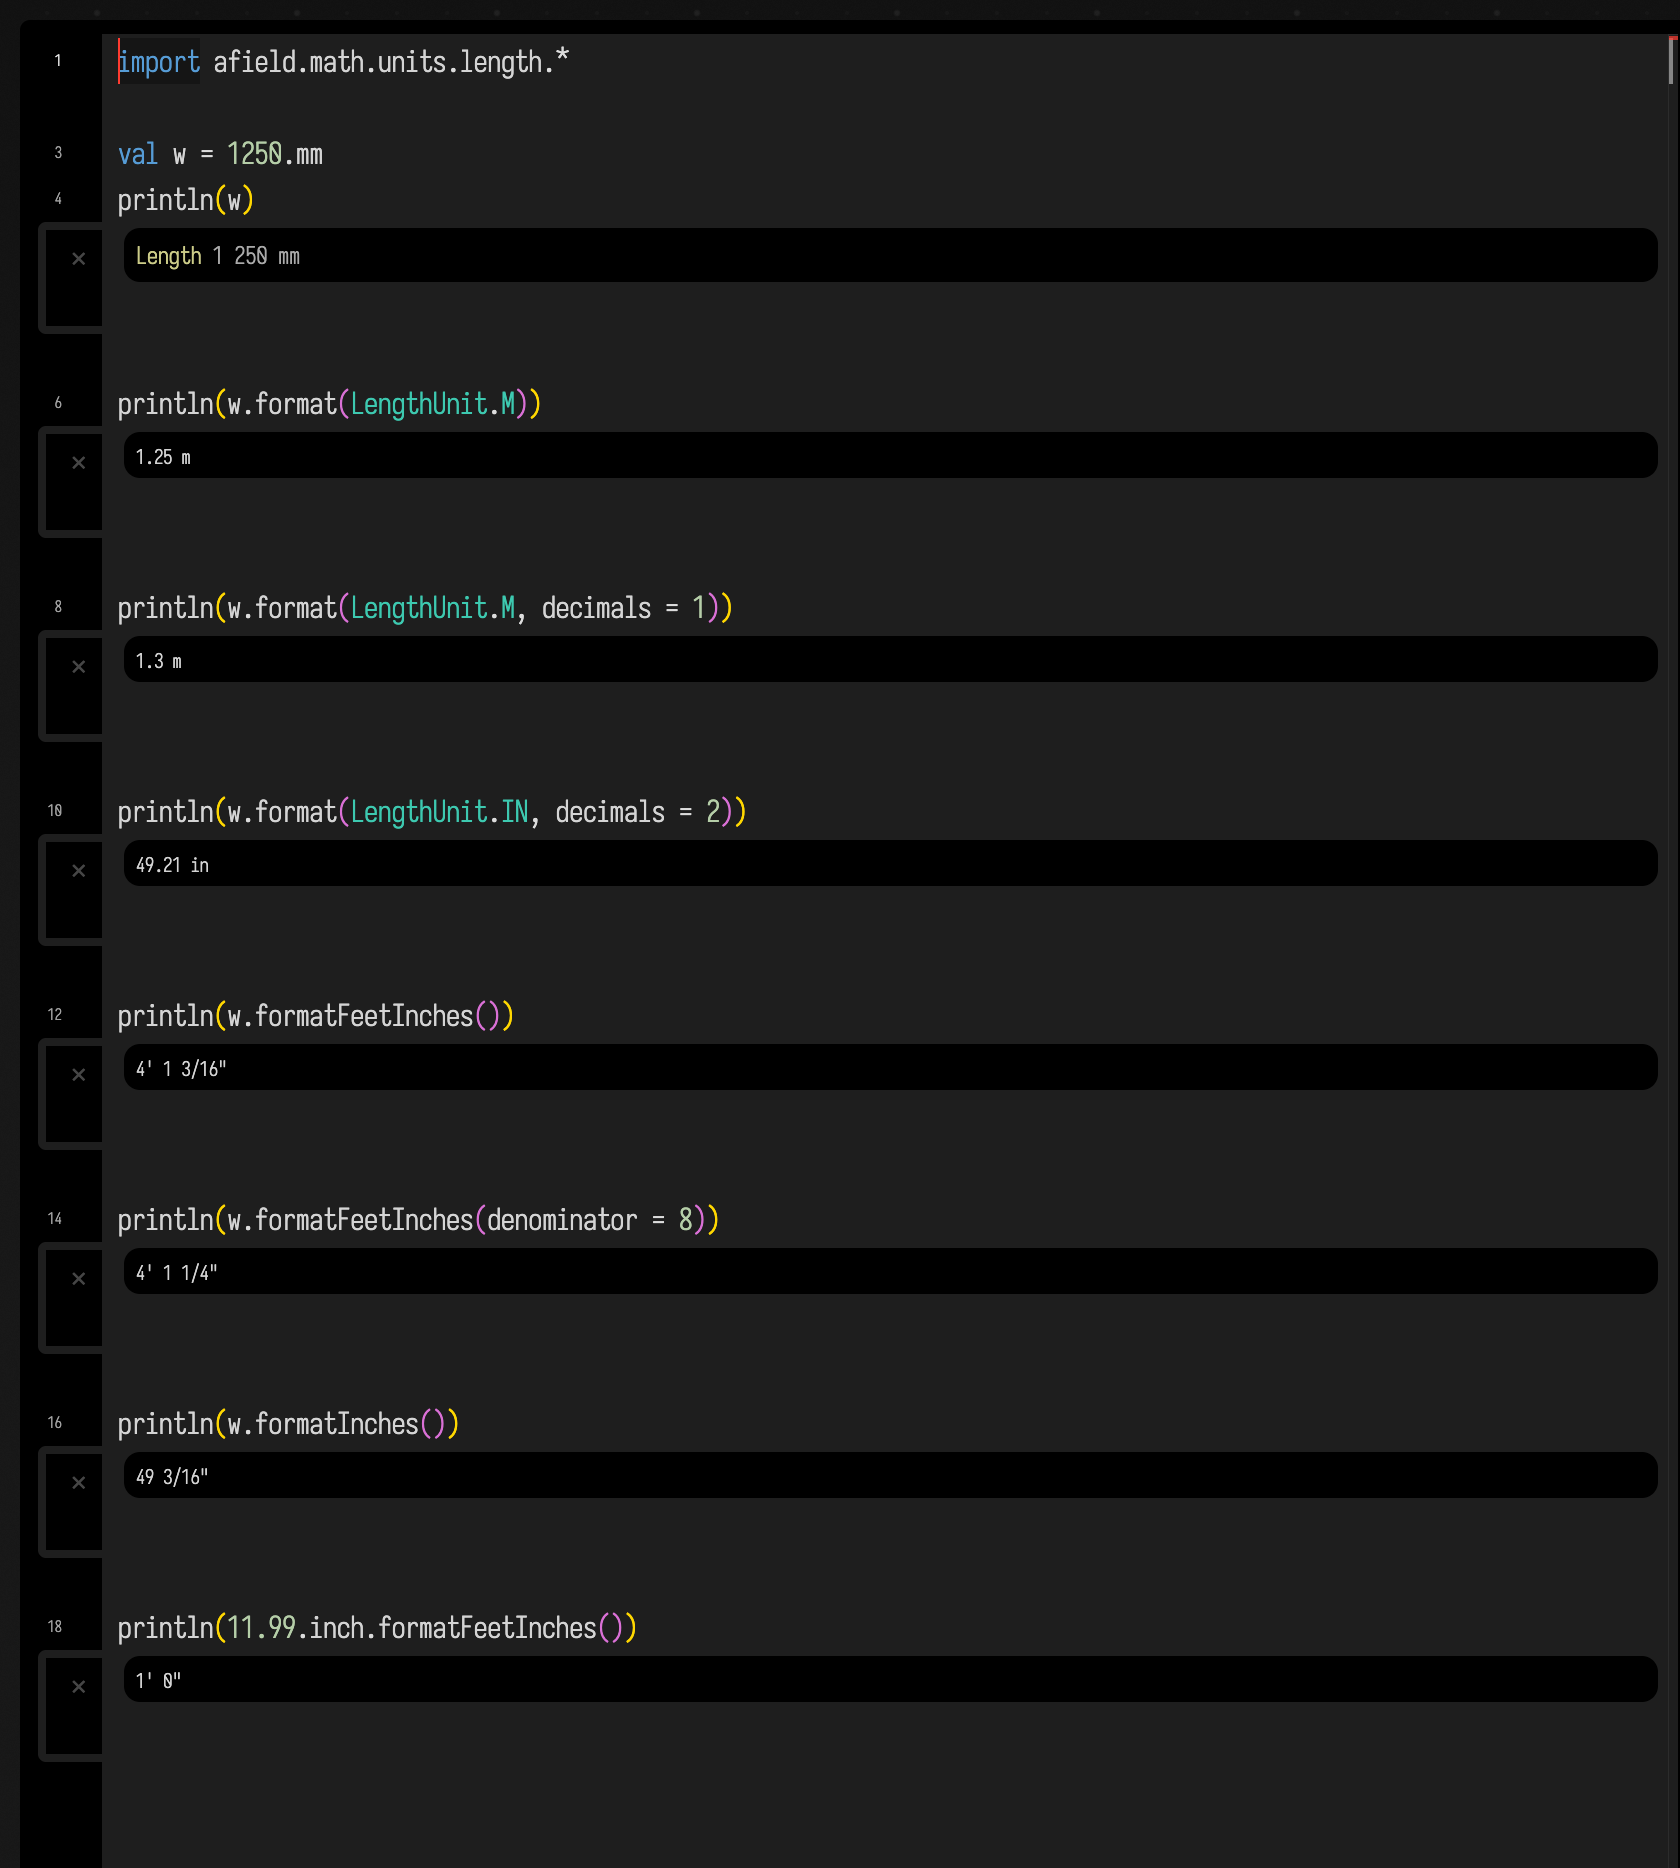 1 import afield.math.units.length.*
3 val w = 1250.mm
4 println(w)
× Length 1 250 mm
6 println(w.format(LengthUnit.M))
× 1.25 m
8 println(w.format(LengthUnit.M, decimals = 1))
× 1.3 m
10 println(w.format(LengthUnit.IN, decimals = 2))
× 49.21 in
12 println(w.formatFeetInches())
× 4' 1 3/16"
14 println(w.formatFeetInches(denominator = 8))
× 4' 1 1/4"
16 println(w.formatInches())
× 49 3/16"
18 println(11.99.inch.formatFeetInches())
× 1' 0"